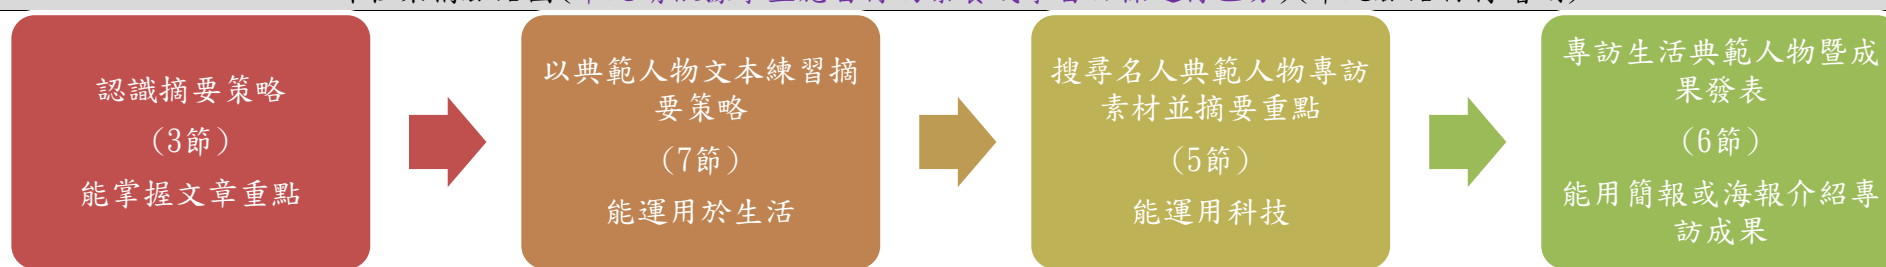 認識摘要策略
(3節)
能掌握文章重點
以典範人物文本練習摘
要策略
(7節)
能運用於生活
搜尋名人典範人物專訪
素材並摘要重點
(5節)
能運用科技
專訪生活典範人物暨成
果發表
(6節)
能用簡報或海報介紹專
訪成果